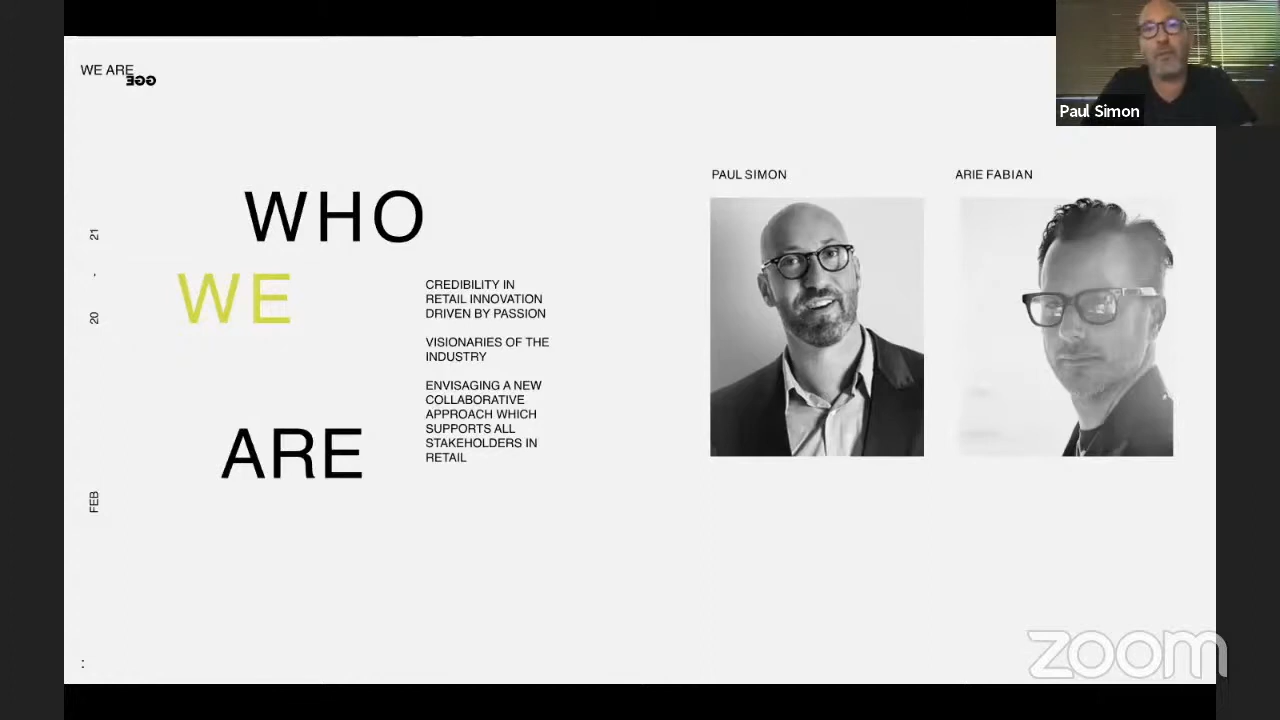 WE ARE
EGG
WHO
WE
ARE
CREDIBILITY IN
RETAIL INNOVATION
DRIVEN BY PASSION
VISIONARIES OF THE
INDUSTRY
ENVISAGING A NEW
COLLABORATIVE
APPROACH WHICH
SUPPORTS ALL
STAKEHOLDERS IN
RETAIL
PAUL SIMON
ARIE FABIAN
21
-
20
FEB
:
Paul Simon
zoom